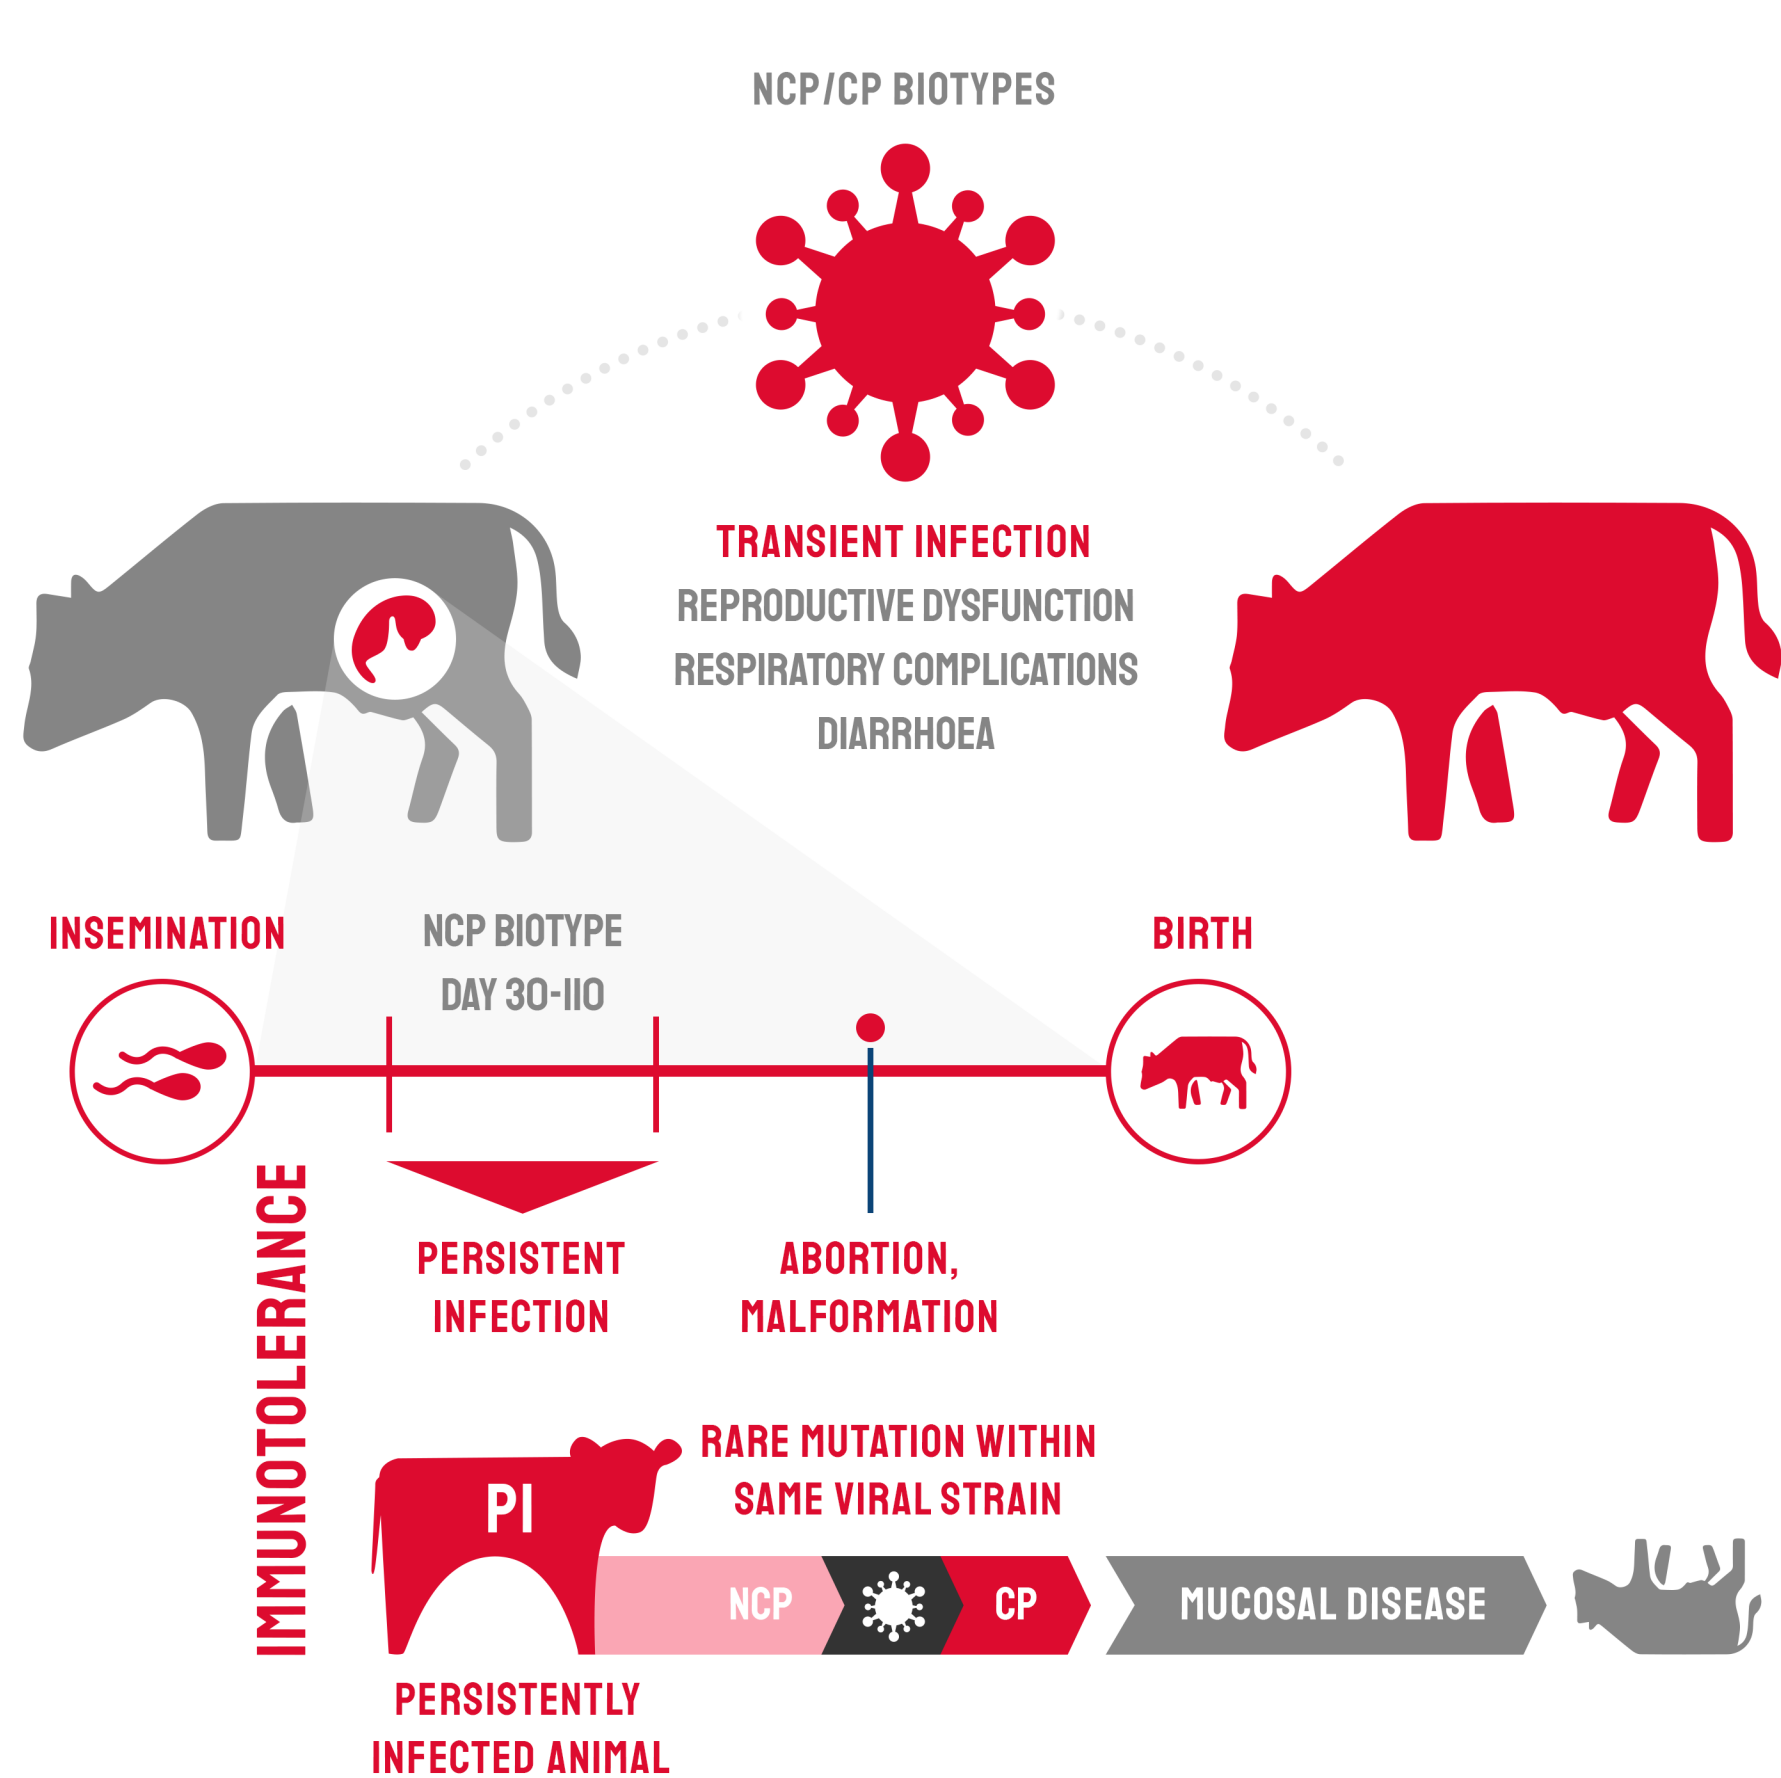 NCP/CP BIOTYPES
TRANSIENT INFECTION
REPRODUCTIVE DYSFUNCTION
RESPIRATORY COMPLICATIONS
DIARRHOEA
INSEMINATION
NCP BIOTYPE
DAY 30-110
BIRTH
IMMUNOTOLERANCE
PERSISTENT
INFECTION
ABORTION,
MALFORMATION
RARE MUTATION WITHIN
SAME VIRAL STRAIN
PI
NCP
CP
MUCOSAL DISEASE
PERSISTENTLY
INFECTED ANIMAL